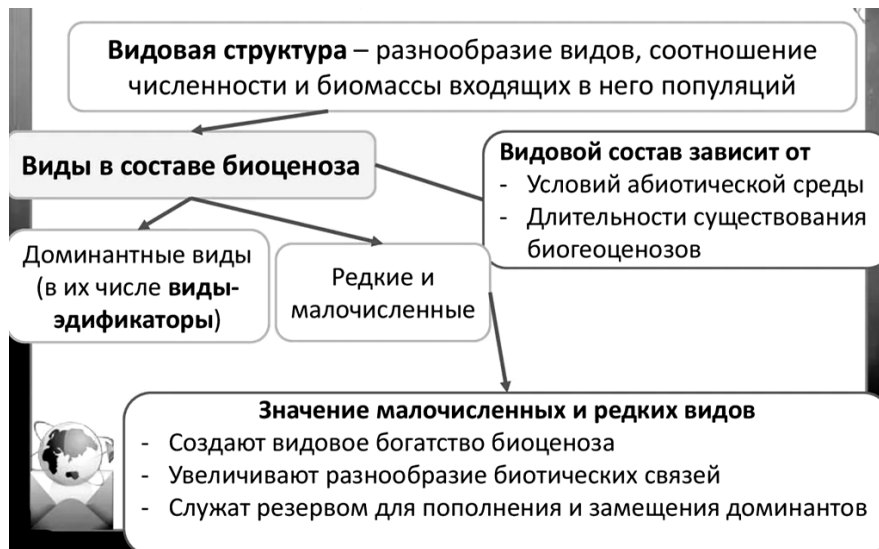 Видовая структура – разнообразие видов, соотношение
численности и биомассы входящих в него популяций
Виды в составе биоценоза
Видовой состав зависит от
- Условий абиотической среды
- Длительности существования
биогеоценозов
Доминантные виды
(в их числе виды-
эдификаторы)
Редкие и
малочисленные
Значение малочисленных и редких видов
- Создают видовое богатство биоценоза
- Увеличивают разнообразие биотических связей
- Служат резервом для пополнения и замещения доминантов